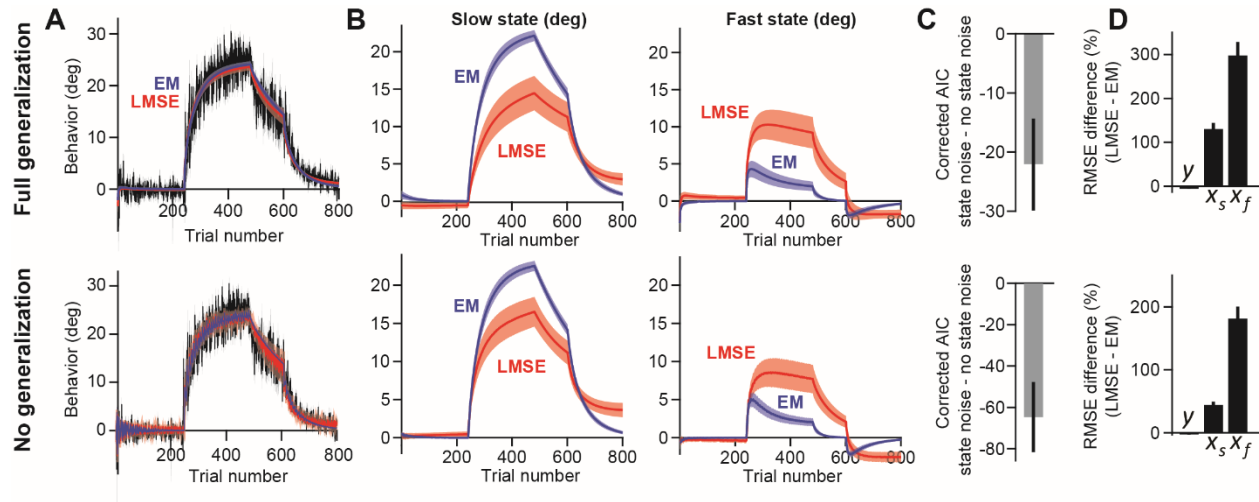 A
B
C
D
Full generalization
Behavior (deg)
30
20
10
0
EM
LMSE
200
400
600
800
Trial number
Slow state (deg)
20
15
10
5
0
EM
LMSE
200
400
600
800
Trial number
Fast state (deg)
20
15
10
5
0
LMSE
EM
200
400
600
800
Trial number
Corrected AIC
state noise - no state noise
0
-10
-20
-30
RMSE difference (%)
(LMSE - EM)
300
200
100
0
y
xs
xf
No generalization
Behavior (deg)
30
20
10
0
200
400
600
800
Trial number
20
15
10
5
0
EM
LMSE
200
400
600
800
Trial number
20
15
10
5
0
LMSE
EM
200
400
600
800
Trial number
Corrected AIC
state noise - no state noise
0
-20
-40
-60
-80
RMSE difference (%)
(LMSE - EM)
200
100
0
y
xs
xf